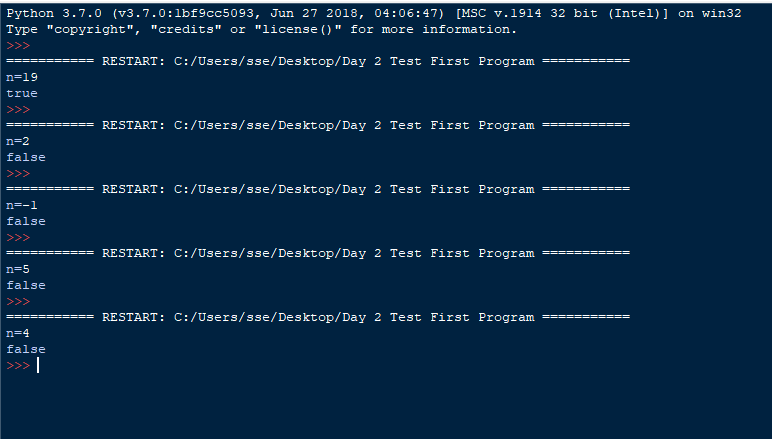 Python 3.7.0 (v3.7.0:1bf9cc5093, Jun 27 2018, 04:06:47) [MSC v.1914 32 bit (Intel)] on win32
Type "copyright", "credits" or "license()" for more information.
>>>
=========== RESTART: C:/Users/sse/Desktop/Day 2 Test First Program ===========
n=19
true
>>>
=========== RESTART: C:/Users/sse/Desktop/Day 2 Test First Program ===========
n=2
false
>>>
=========== RESTART: C:/Users/sse/Desktop/Day 2 Test First Program ===========
n=-1
false
>>>
=========== RESTART: C:/Users/sse/Desktop/Day 2 Test First Program ===========
n=5
false
>>>
=========== RESTART: C:/Users/sse/Desktop/Day 2 Test First Program ===========
n=4
false
>>>